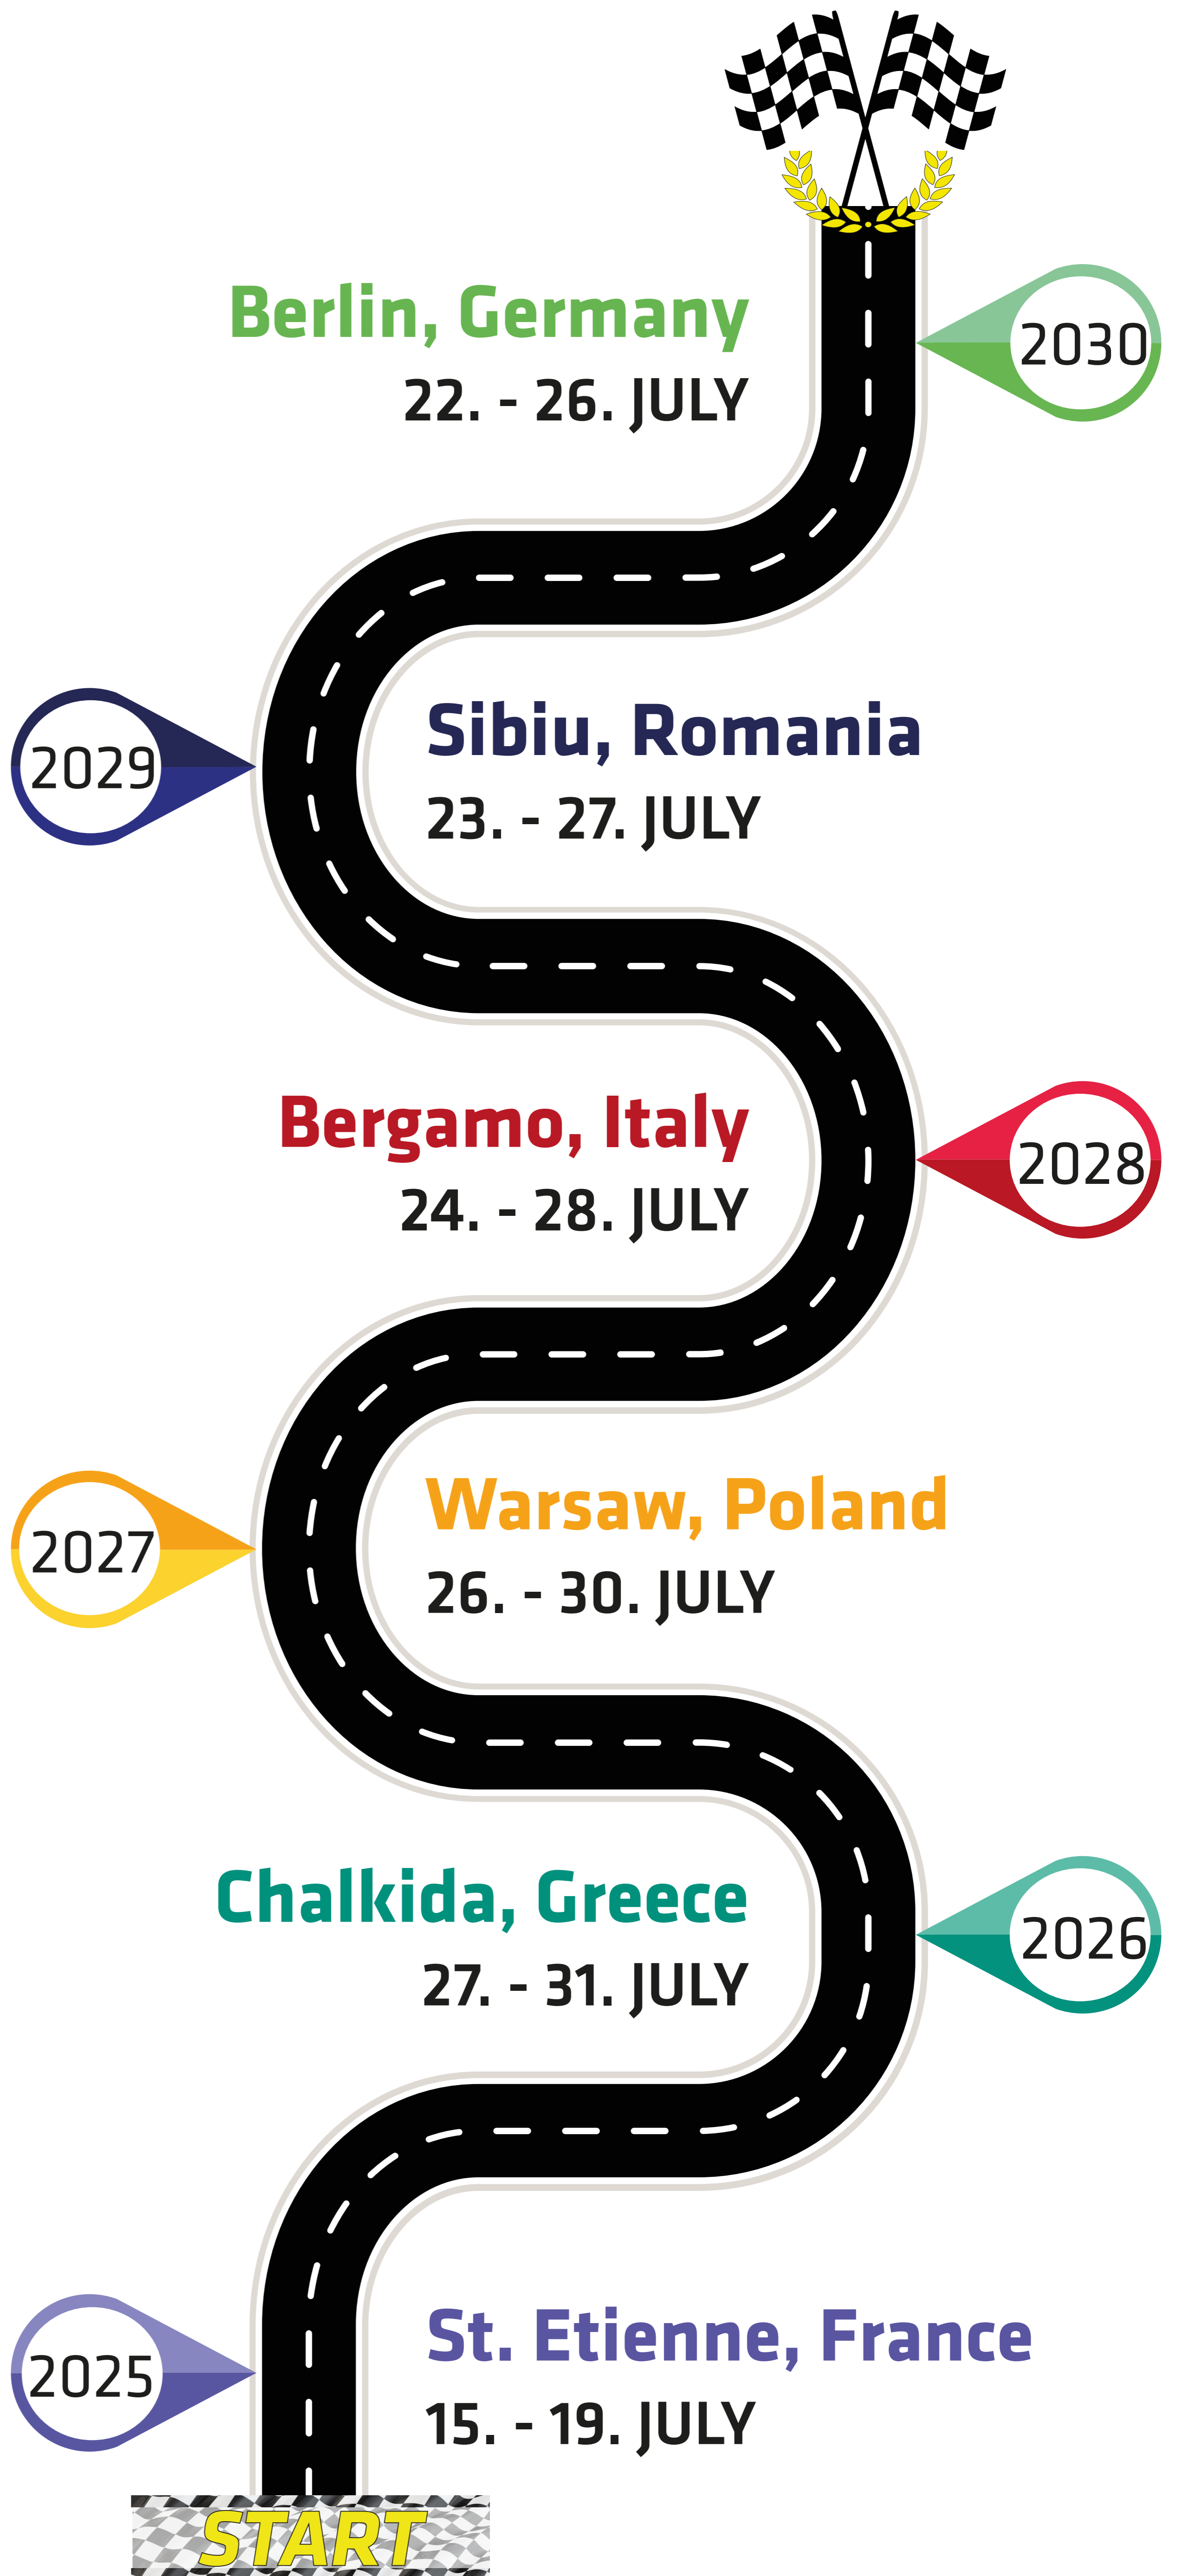 Berlin, Germany
2030
22. - 26. JULY
Sibiu, Romania
2029
23. - 27. JULY
Bergamo, Italy
2028
24. - 28. JULY
Warsaw, Poland
2027
26. - 30. JULY
Chalkida, Greece
2026
27. - 31. JULY
St. Etienne, France
2025
15. - 19. JULY
START